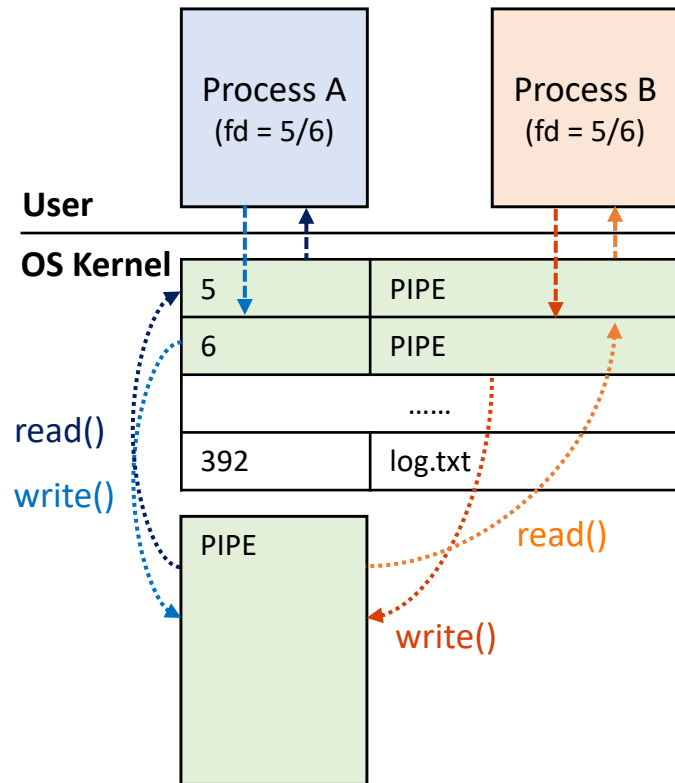 Process A
(fd = 5/6)
Process B
(fd = 5/6)
User
OS Kernel
5 PIPE
6 PIPE
......
392 log.txt
read()
write()
PIPE
read()
write()